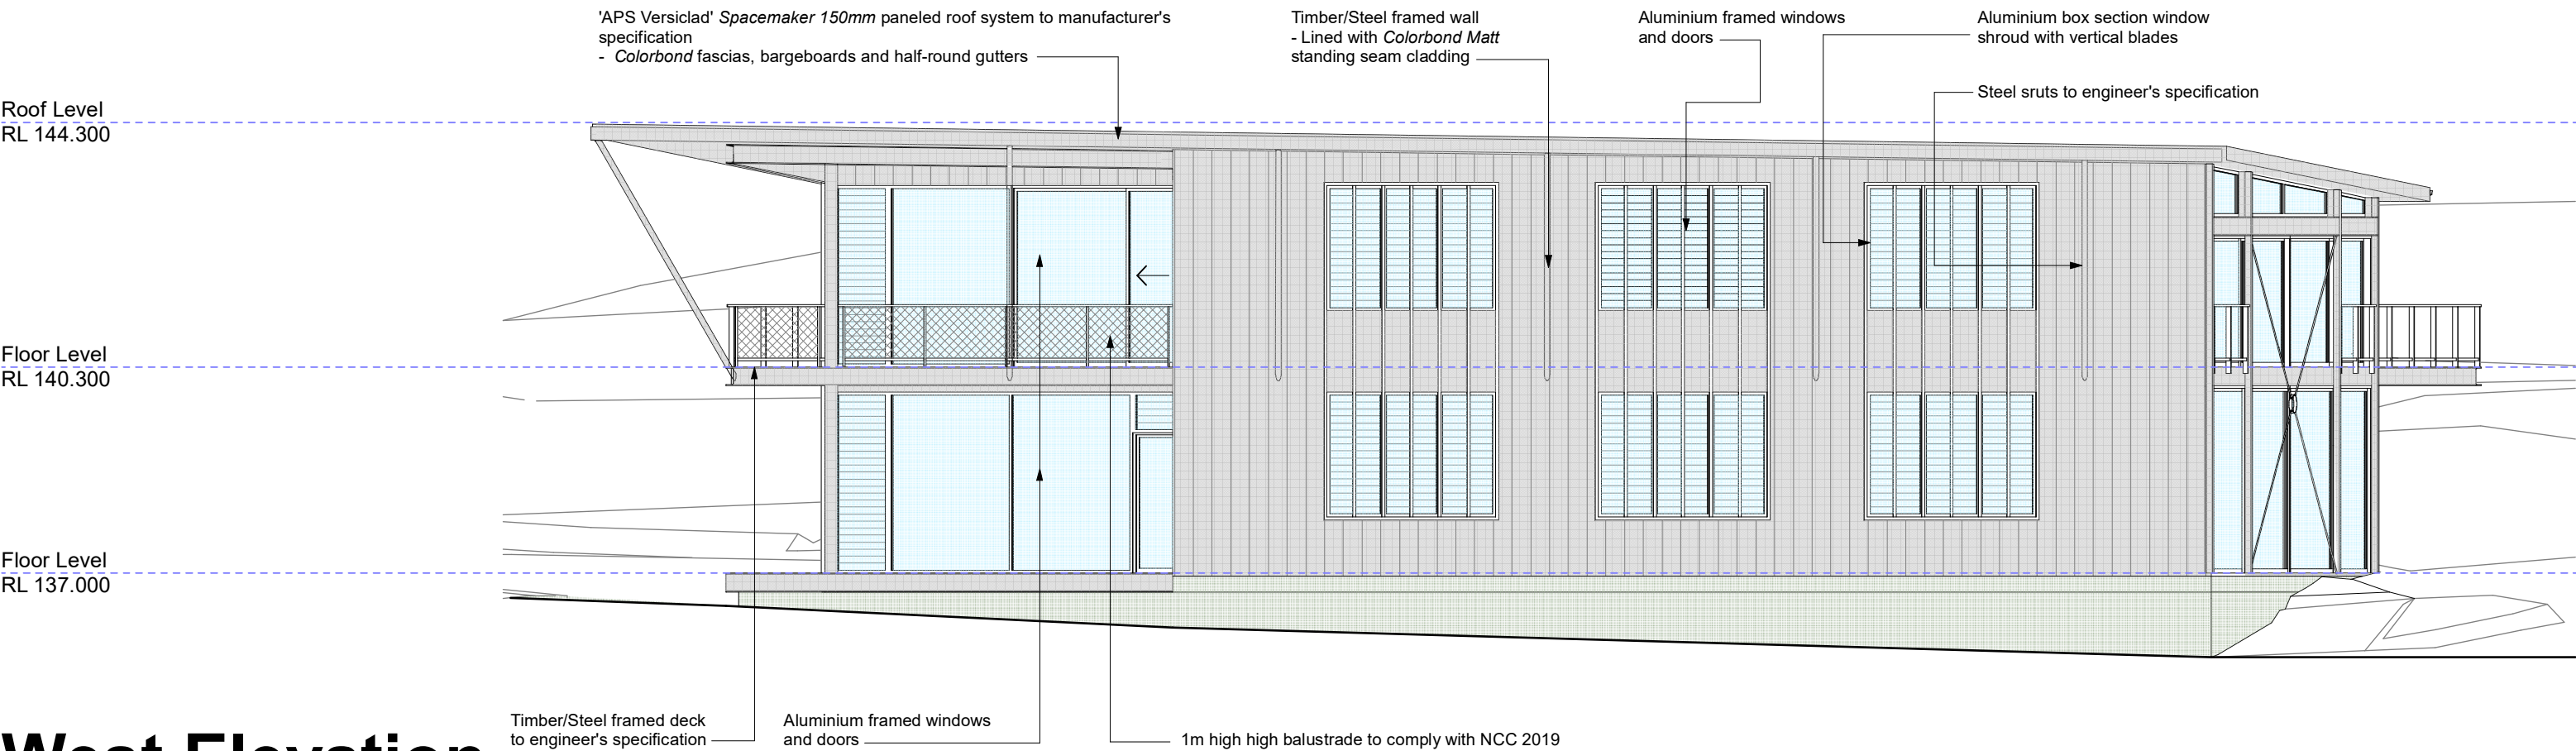 'APS Versiclad' Spacemaker 150mm paneled roof system to manufacturer's
specification
- Colorbond fascias, bargeboards and half-round gutters
Timber/Steel framed wall
- Lined with Colorbond Matt
standing seam cladding
Aluminium framed windows
and doors
Aluminium box section window
shroud with vertical blades
Steel sruts to engineer's specification
Roof Level
RL 144.300
Floor Level
RL 140.300
Floor Level
RL 137.000
Timber/Steel framed deck
to engineer's specification
Aluminium framed windows
and doors
1m high high balustrade to comply with NCC 2019
West Elevation